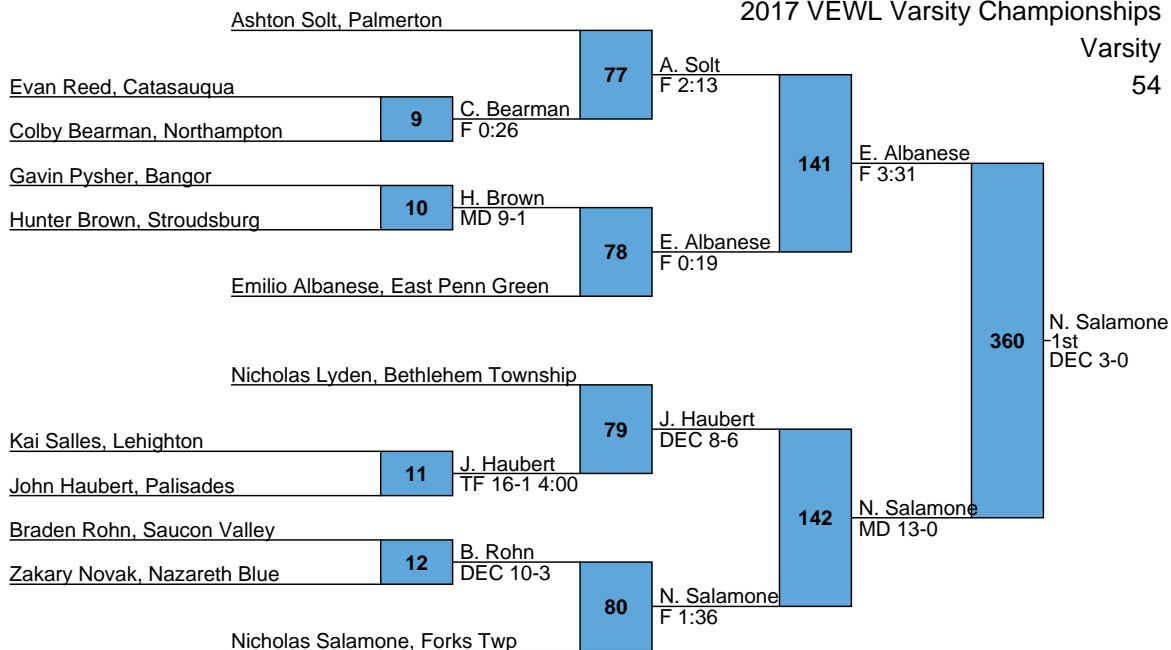 2017 VEWL Varsity Championships
Varsity
54
Ashton Solt, Palmerton
77
A. Solt
F 2:13
Evan Reed, Catasauqua
9
C. Bearman
F 0:26
Colby Bearman, Northampton
141
E. Albanese
F 3:31
Gavin Pysher, Bangor
10
H. Brown
MD 9-1
Hunter Brown, Stroudsburg
78
E. Albanese
F 0:19
Emilio Albanese, East Penn Green
360
N. Salamone
1st
DEC 3-0
Nicholas Lyden, Bethlehem Township
79
J. Haubert
DEC 8-6
Kai Salles, Lehighton
11
J. Haubert
TF 16-1 4:00
John Haubert, Palisades
142
N. Salamone
MD 13-0
Braden Rohn, Saucon Valley
12
B. Rohn
DEC 10-3
Zakary Novak, Nazareth Blue
80
N. Salamone
F 1:36
Nicholas Salamone, Forks Twp